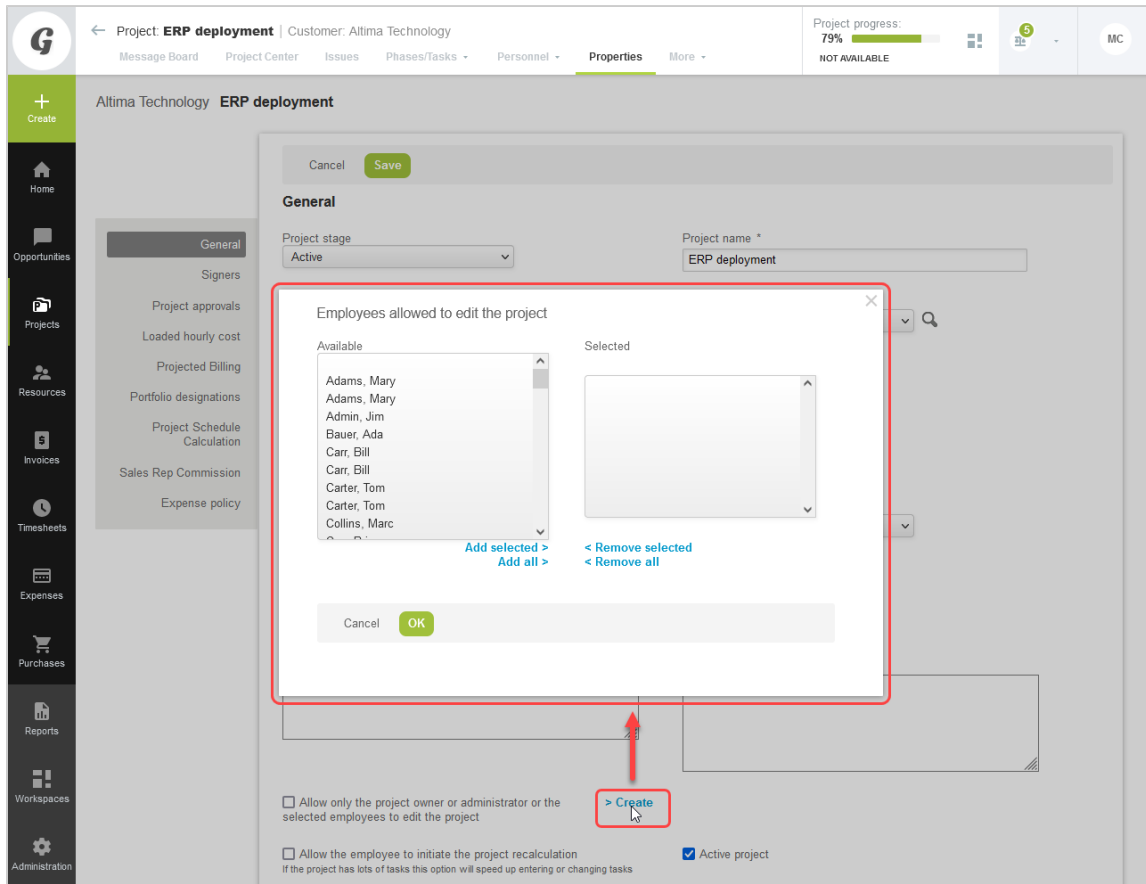 G
Project: ERP deployment | Customer: Altima Technology
Message Board Project Center Issues Phases/Tasks Personnel Properties More
Project progress:
79%
NOT AVAILABLE
5
MC
Create
Home
Opportunities
Projects
Resources
Invoices
Timesheets
Expenses
Purchases
Reports
Workspaces
Administration
Altima Technology ERP deployment
General
Signers
Project approvals
Loaded hourly cost
Projected Billing
Portfolio designations
Project Schedule
Calculation
Sales Rep Commission
Expense policy
Cancel Save
General
Project stage
Active
Project name *
ERP deployment
Employees allowed to edit the project
Available
Adams, Mary
Adams, Mary
Admin, Jim
Bauer, Ada
Carr, Bill
Carr, Bill
Carter, Tom
Carter, Tom
Collins, Marc
Add selected >
Add all >
Selected
< Remove selected
< Remove all
Cancel OK
Allow only the project owner or administrator or the
selected employees to edit the project
> Create
Allow the employee to initiate the project recalculation
If the project has lots of tasks this option will speed up entering or changing tasks
Active project